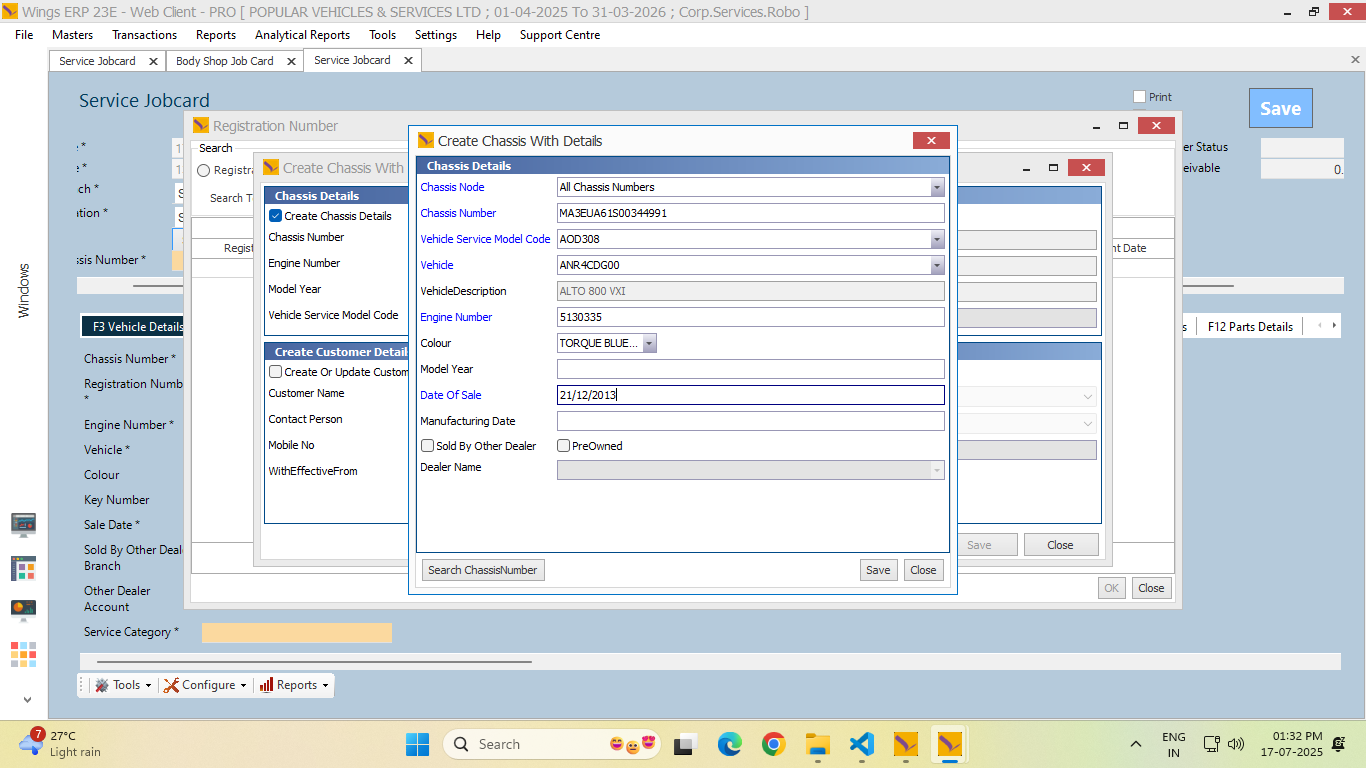 Wings ERP 23E - Web Client - PRO [ POPULAR VEHICLES & SERVICES LTD ; 01-04-2025 To 31-03-2026 ; Corp.Services.Robo ]
File Masters Transactions Reports Analytical Reports Tools Settings Help Support Centre
Service Jobcard Body Shop Job Card Service Jobcard
Service Jobcard
Print
Save
Registration Number
Search
Registra
Search T
Regist
nt Date
er Status
eivable
0.
e *
ch *
ation *
ssis Number *
Windows
Create Chassis With
Chassis Details
Create Chassis Details
Chassis Number
Engine Number
Model Year
Vehicle Service Model Code
Create Customer Detail
Create Or Update Custom
Customer Name
Contact Person
Mobile No
WithEffectiveFrom
Save Close
OK Close
Create Chassis With Details
Chassis Details
Chassis Node All Chassis Numbers
Chassis Number MA3EUA61S00344991
Vehicle Service Model Code AOD308
Vehicle ANR4CDG00
VehicleDescription ALTO 800 VXI
Engine Number 5130335
Colour TORQUE BLUE...
Model Year
Date Of Sale 21/12/2013
Manufacturing Date
Sold By Other Dealer PreOwned
Dealer Name
Search ChassisNumber Save Close
F3 Vehicle Details
s F12 Parts Details
Chassis Number *
Registration Numb
*
Engine Number *
Vehicle *
Colour
Key Number
Sale Date *
Sold By Other Deal
Branch
Other Dealer
Account
Service Category *
Tools Configure Reports
7
27°C
Light rain
Search
ENG
IN
01:32 PM
17-07-2025